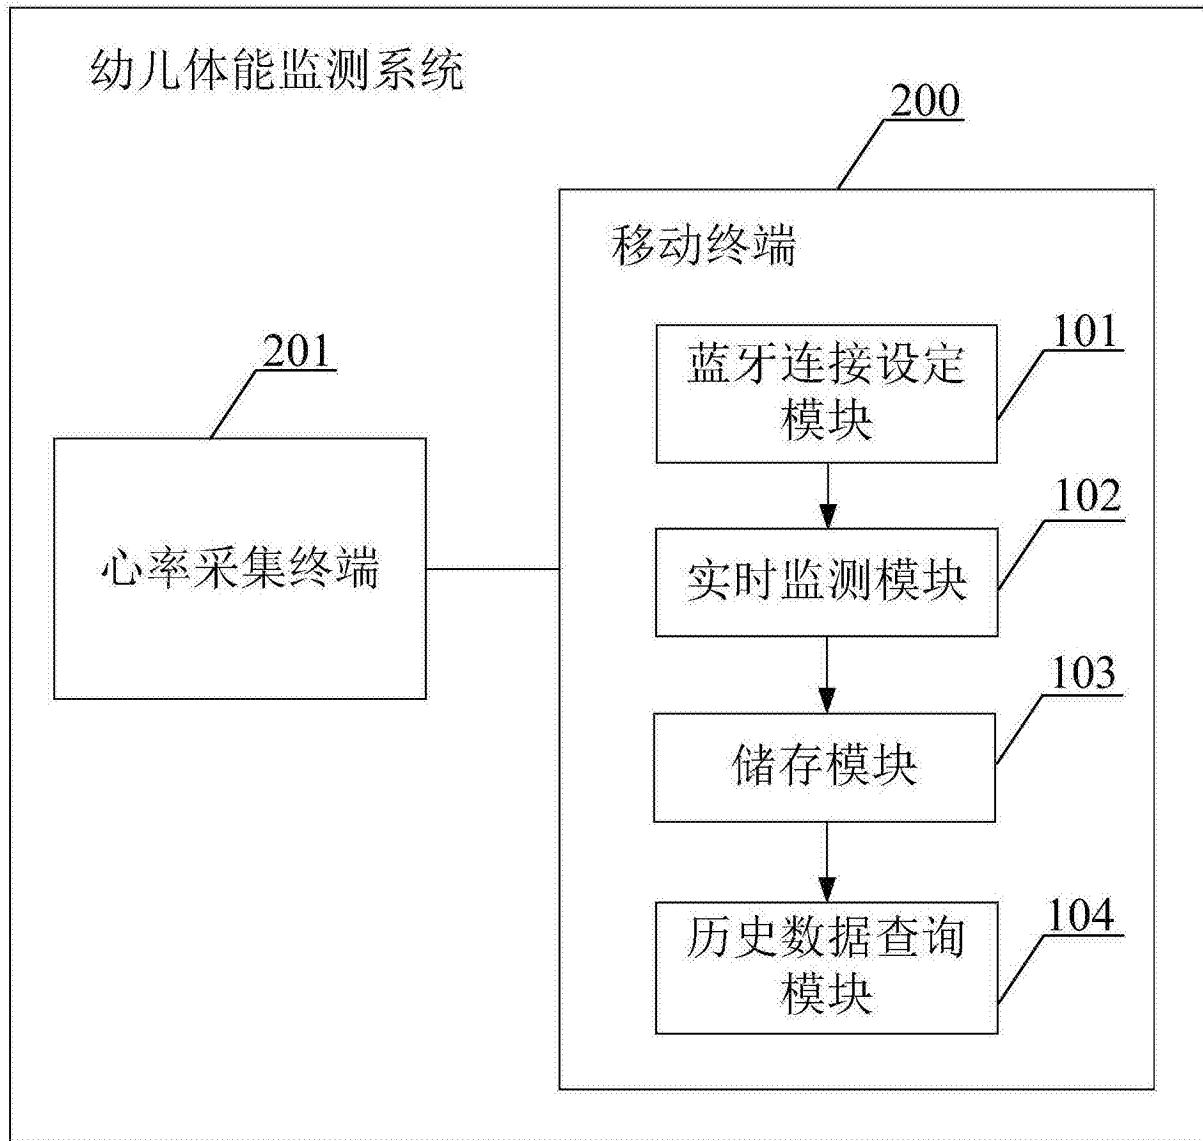 幼儿体能监测系统
200
移动终端
101
蓝牙连接设定
模块
201
心率采集终端
102
实时监测模块
103
储存模块
104
历史数据查询
模块